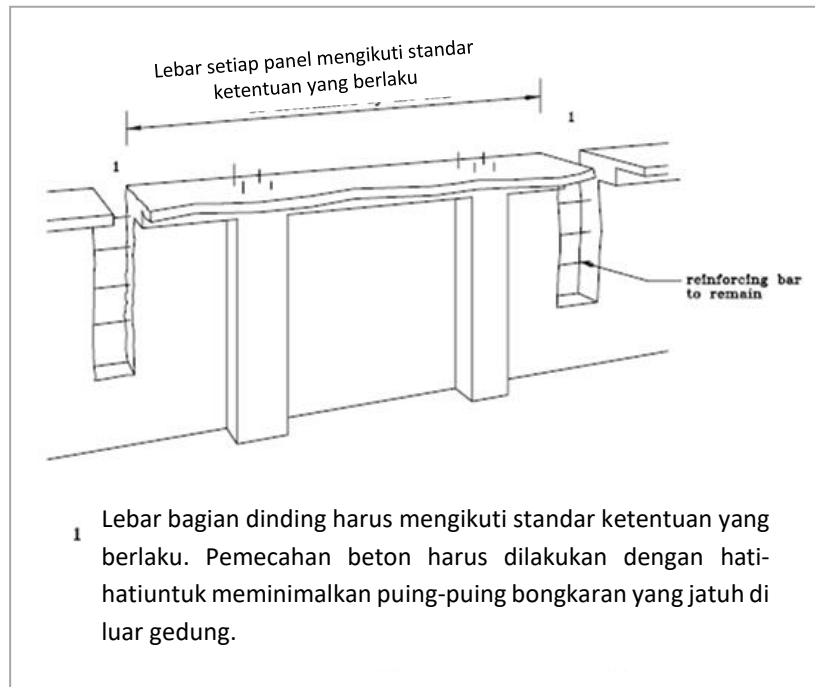 Lebar setiap panel mengikuti standar
ketentuan yang berlaku
1
1
reinforcing bar
to remain
1 Lebar bagian dinding harus mengikuti standar ketentuan yang
berlaku. Pemecahan beton harus dilakukan dengan hati-
hatiuntuk meminimalkan puing-puing bongkaran yang jatuh di
luar gedung.